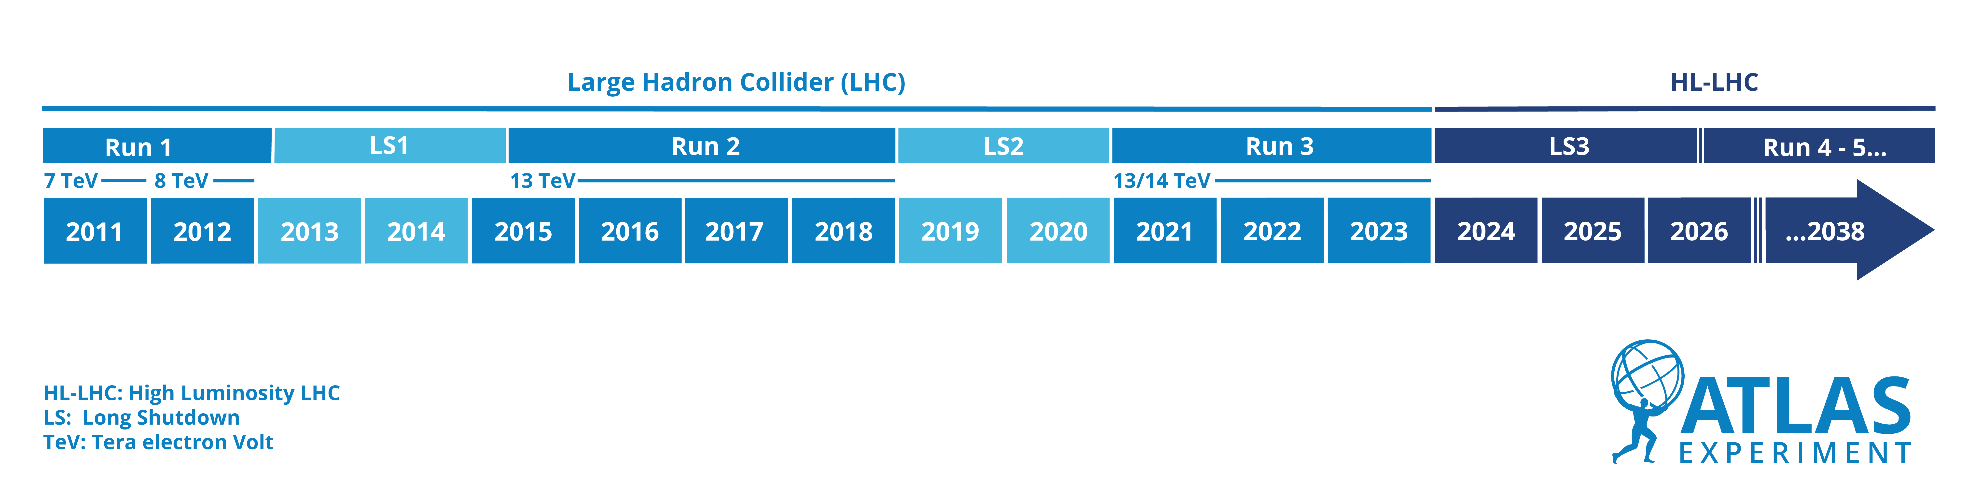 Large Hadron Collider (LHC) HL-LHC
Run 1 LS1 Run 2 LS2 Run 3 LS3 Run 4 - 5...
7 TeV 8 TeV 13 TeV 13/14 TeV
2011 2012 2013 2014 2015 2016 2017 2018 2019 2020 2021 2022 2023 2024 2025 2026 ...2038
HL-LHC: High Luminosity LHC
LS: Long Shutdown
TeV: Tera electron Volt
ATLAS
EXPERIMENT